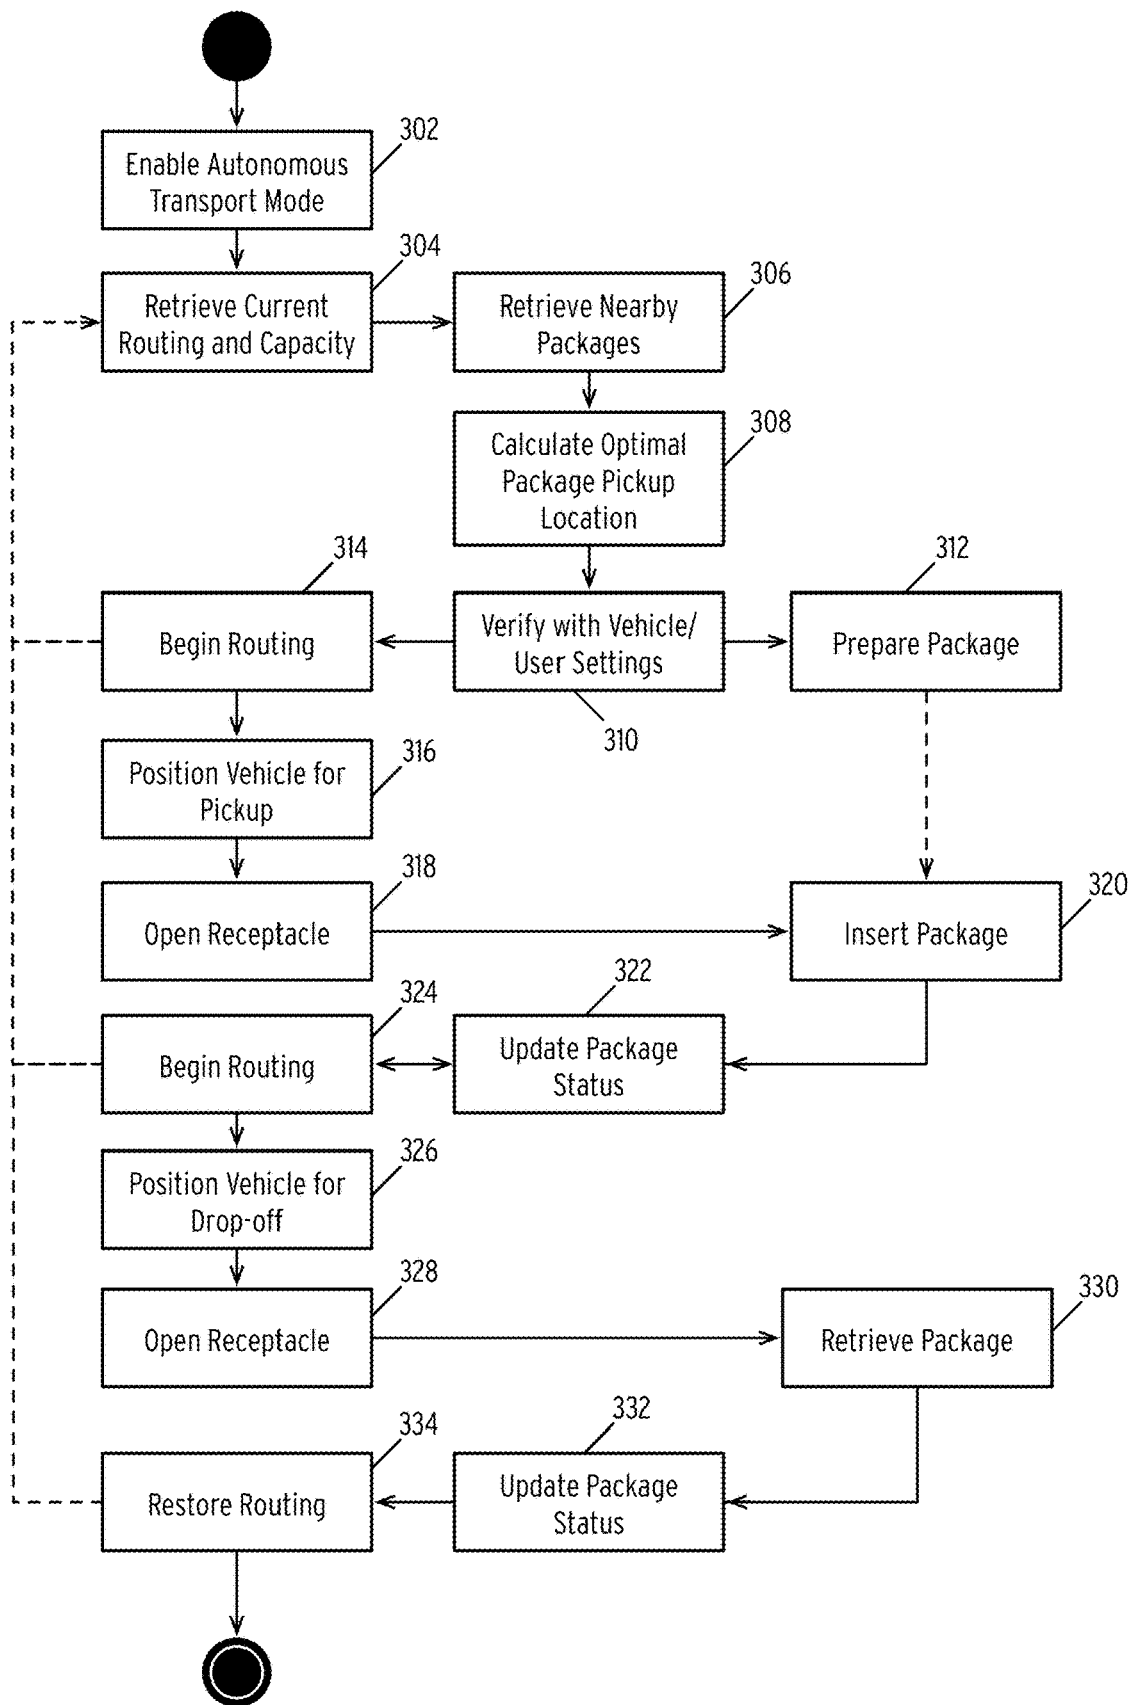 302
Enable Autonomous
Transport Mode
304
Retrieve Current
Routing and Capacity
306
Retrieve Nearby
Packages
308
Calculate Optimal
Package Pickup
Location
314
Begin Routing
Verify with Vehicle/
User Settings
310
312
Prepare Package
316
Position Vehicle for
Pickup
318
Open Receptacle
320
Insert Package
324
Begin Routing
322
Update Package
Status
326
Position Vehicle for
Drop-off
328
Open Receptacle
330
Retrieve Package
334
Restore Routing
332
Update Package
Status